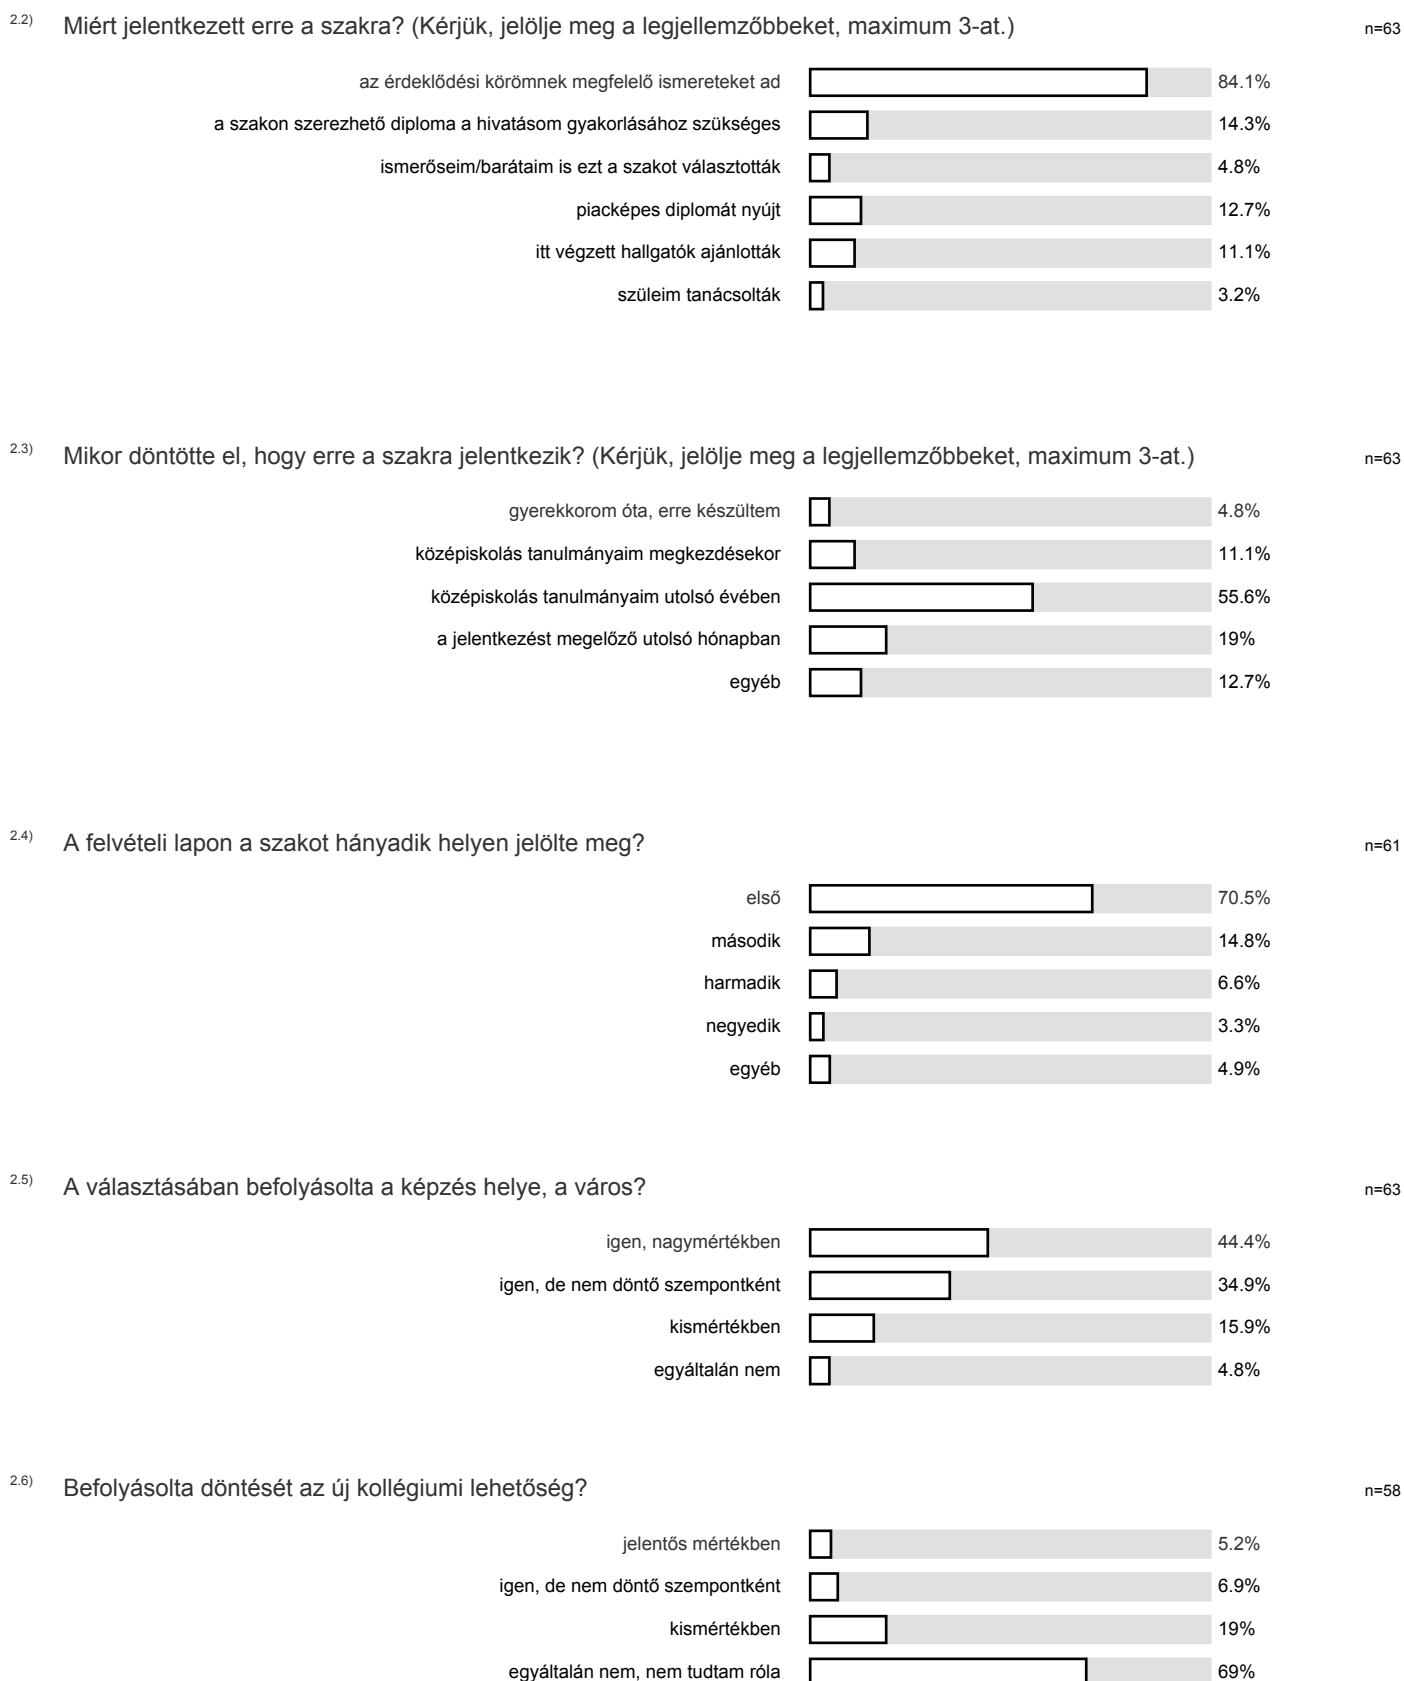 2.2) Miért jelentkezett erre a szakra? (Kérjük, jelölje meg a legjellemzőbbeket, maximum 3-at.) n=63
az érdeklődési körömnek megfelelő ismereteket ad 84.1%
a szakon szerezhető diploma a hivatásom gyakorlásához szükséges 14.3%
ismerőseim/barátaim is ezt a szakot választották 4.8%
piacképes diplomát nyújt 12.7%
itt végzett hallgatók ajánlották 11.1%
szüleim tanácsolták 3.2%
2.3) Mikor döntötte el, hogy erre a szakra jelentkezik? (Kérjük, jelölje meg a legjellemzőbbeket, maximum 3-at.) n=63
gyerekkorom óta, erre készültem 4.8%
középiskolás tanulmányaim megkezdésekor 11.1%
középiskolás tanulmányaim utolsó évében 55.6%
a jelentkezést megelőző utolsó hónapban 19%
egyéb 12.7%
2.4) A felvételi lapon a szakot hányadik helyen jelölte meg? n=61
első 70.5%
második 14.8%
harmadik 6.6%
negyedik 3.3%
egyéb 4.9%
2.5) A választásában befolyásolta a képzés helye, a város? n=63
igen, nagymértékben 44.4%
igen, de nem döntő szempontként 34.9%
kismértékben 15.9%
egyáltalán nem 4.8%
2.6) Befolyásolta döntését az új kollégiumi lehetőség? n=58
jelentős mértékben 5.2%
igen, de nem döntő szempontként 6.9%
kismértékben 19%
egyáltalán nem, nem tudtam róla 69%